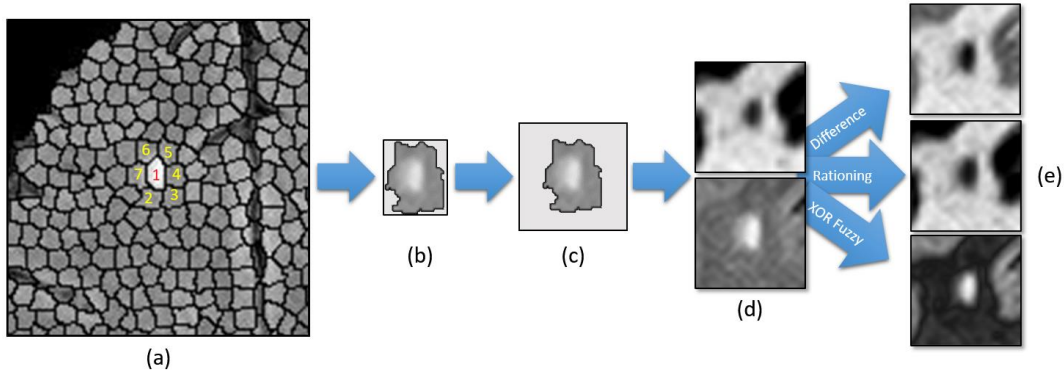 6 5
7 1 4
2 3
(a)
(b)
(c)
(d)
Difference
Rationing
XOR Fuzzy
(e)